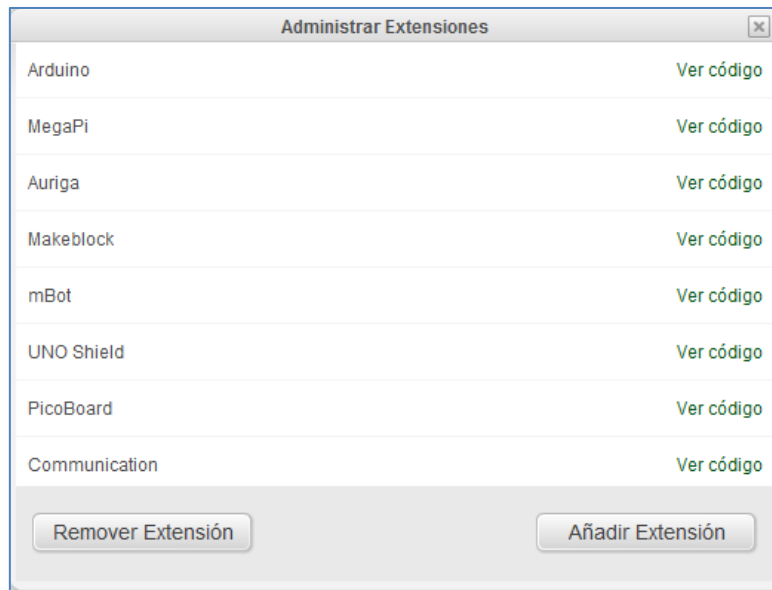 Administrar Extensiones
Arduino Ver código
MegaPi Ver código
Auriga Ver código
Makeblock Ver código
mBot Ver código
UNO Shield Ver código
PicoBoard Ver código
Communication Ver código
Remover Extensión Añadir Extensión